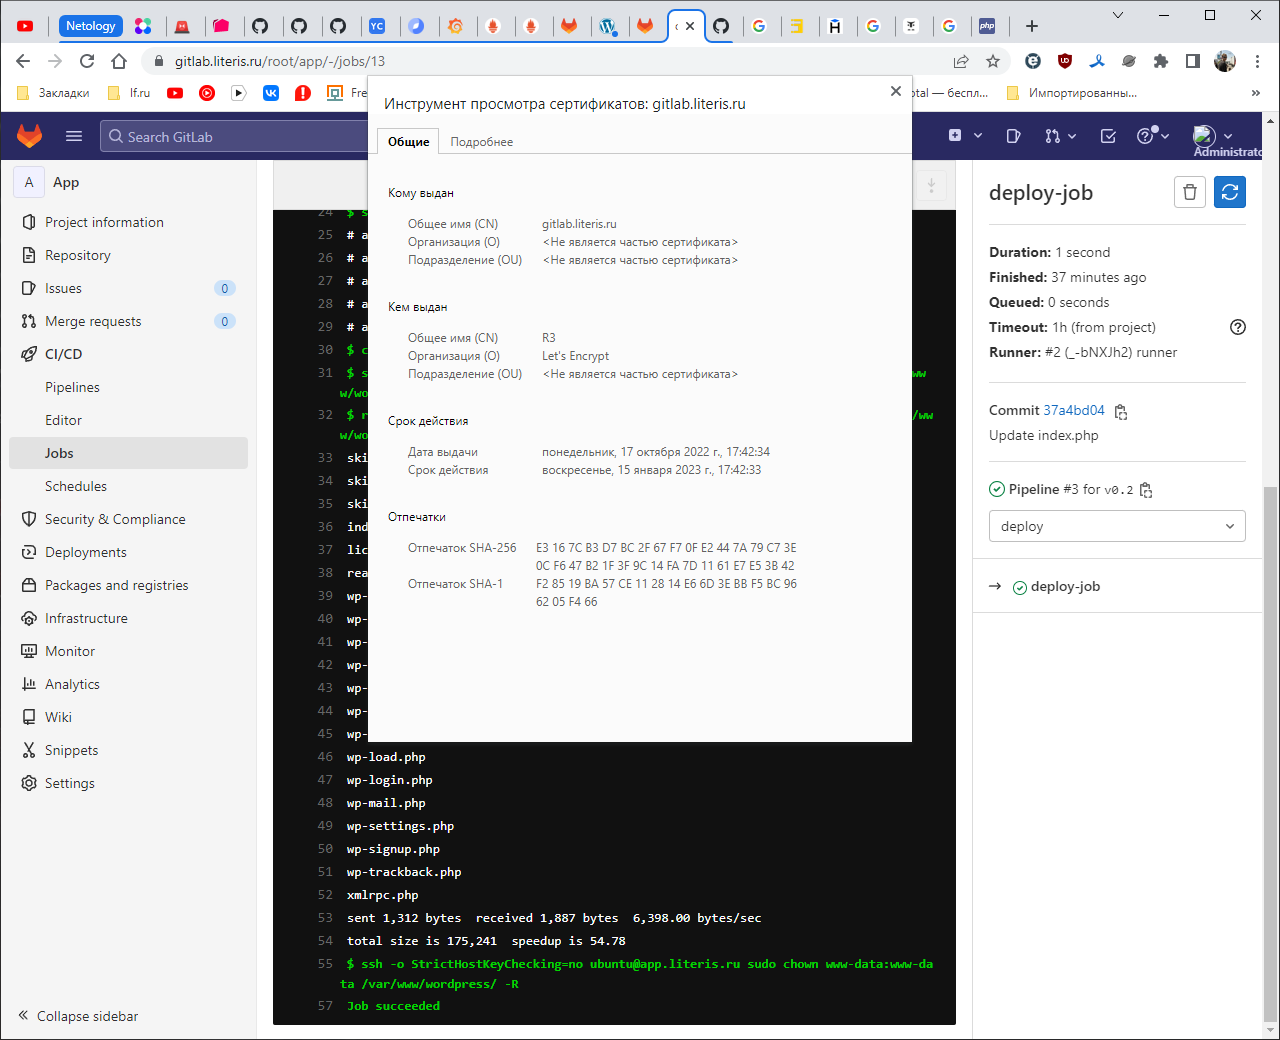 Netology
YC
php
gitlab.literis.ru/root/app/-/jobs/13
Закладки
lf.ru
Fre
otal — беспл...
Импортированны...
»
Search GitLab
Administrato
Инструмент просмотра сертификатов: gitlab.literis.ru
Общие
Подробнее
Кому выдан
Общее имя (CN) gitlab.literis.ru
Организация (O) <Не является частью сертификата>
Подразделение (OU) <Не является частью сертификата>
Кем выдан
Общее имя (CN) R3
Организация (O) Let's Encrypt
Подразделение (OU) <Не является частью сертификата>
Срок действия
Дата выдачи понедельник, 17 октября 2022 г., 17:42:34
Срок действия воскресенье, 15 января 2023 г., 17:42:33
Отпечатки
Отпечаток SHA-256 E3 16 7C B3 D7 BC 2F 67 F7 0F E2 44 7A 79 C7 3E
0C F6 47 B2 1F 3F 9C 14 FA 7D 11 61 E7 E5 3B 42
Отпечаток SHA-1 F2 85 19 BA 57 CE 11 28 14 E6 6D 3E BB F5 BC 96
62 05 F4 66
A App
Project information
Repository
Issues 0
Merge requests 0
CI/CD
Pipelines
Editor
Jobs
Schedules
Security & Compliance
Deployments
Packages and registries
Infrastructure
Monitor
Analytics
Wiki
Snippets
Settings
Collapse sidebar
24 $ s
25 # a
26 # a
27 # a
28 # a
29 # a
30 $ c
31 $ s ww
w/wo
32 $ r /ww
w/wo
33 ski
34 ski
35 ski
36 ind
37 lic
38 rea
39 wp-
40 wp-
41 wp-
42 wp-
43 wp-
44 wp-
45 wp-
46 wp-load.php
47 wp-login.php
48 wp-mail.php
49 wp-settings.php
50 wp-signup.php
51 wp-trackback.php
52 xmlrpc.php
53 sent 1,312 bytes  received 1,887 bytes  6,398.00 bytes/sec
54 total size is 175,241  speedup is 54.78
55 $ ssh -o StrictHostKeyChecking=no ubuntu@app.literis.ru sudo chown www-data:www-da
ta /var/www/wordpress/ -R
57 Job succeeded
deploy-job
Duration: 1 second
Finished: 37 minutes ago
Queued: 0 seconds
Timeout: 1h (from project)
Runner: #2 (_-bNXJh2) runner
Commit 37a4bd04
Update index.php
Pipeline #3 for v0.2
deploy
→ deploy-job